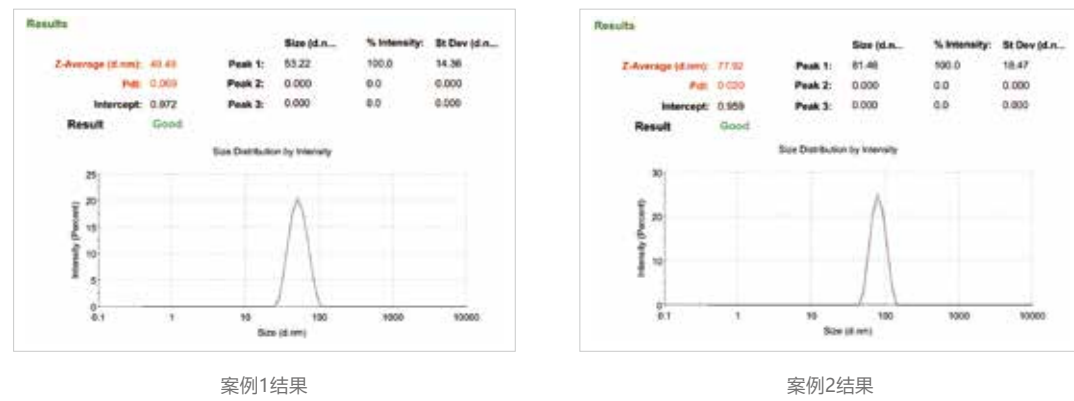 Results
Size (d.n... % Intensity: St Dev (d.n...
Z-Average (d.nm): 49.49 Peak 1: 53.22 100.0 14.36
PdI: 0.069 Peak 2: 0.000 0.0 0.000
Intercept: 0.972 Peak 3: 0.000 0.0 0.000
Result Good
Size Distribution by Intensity
Intensity (Percent)
25
20
15
10
5
0
0.1 1 10 100 1000 10000
Size (d.nm)
案例1结果
Results
Size (d.n... % Intensity: St Dev (d.n...
Z-Average (d.nm): 77.92 Peak 1: 81.46 100.0 18.47
PdI: 0.020 Peak 2: 0.000 0.0 0.000
Intercept: 0.959 Peak 3: 0.000 0.0 0.000
Result Good
Size Distribution by Intensity
Intensity (Percent)
30
20
10
0
0.1 1 10 100 1000 10000
Size (d.nm)
案例2结果